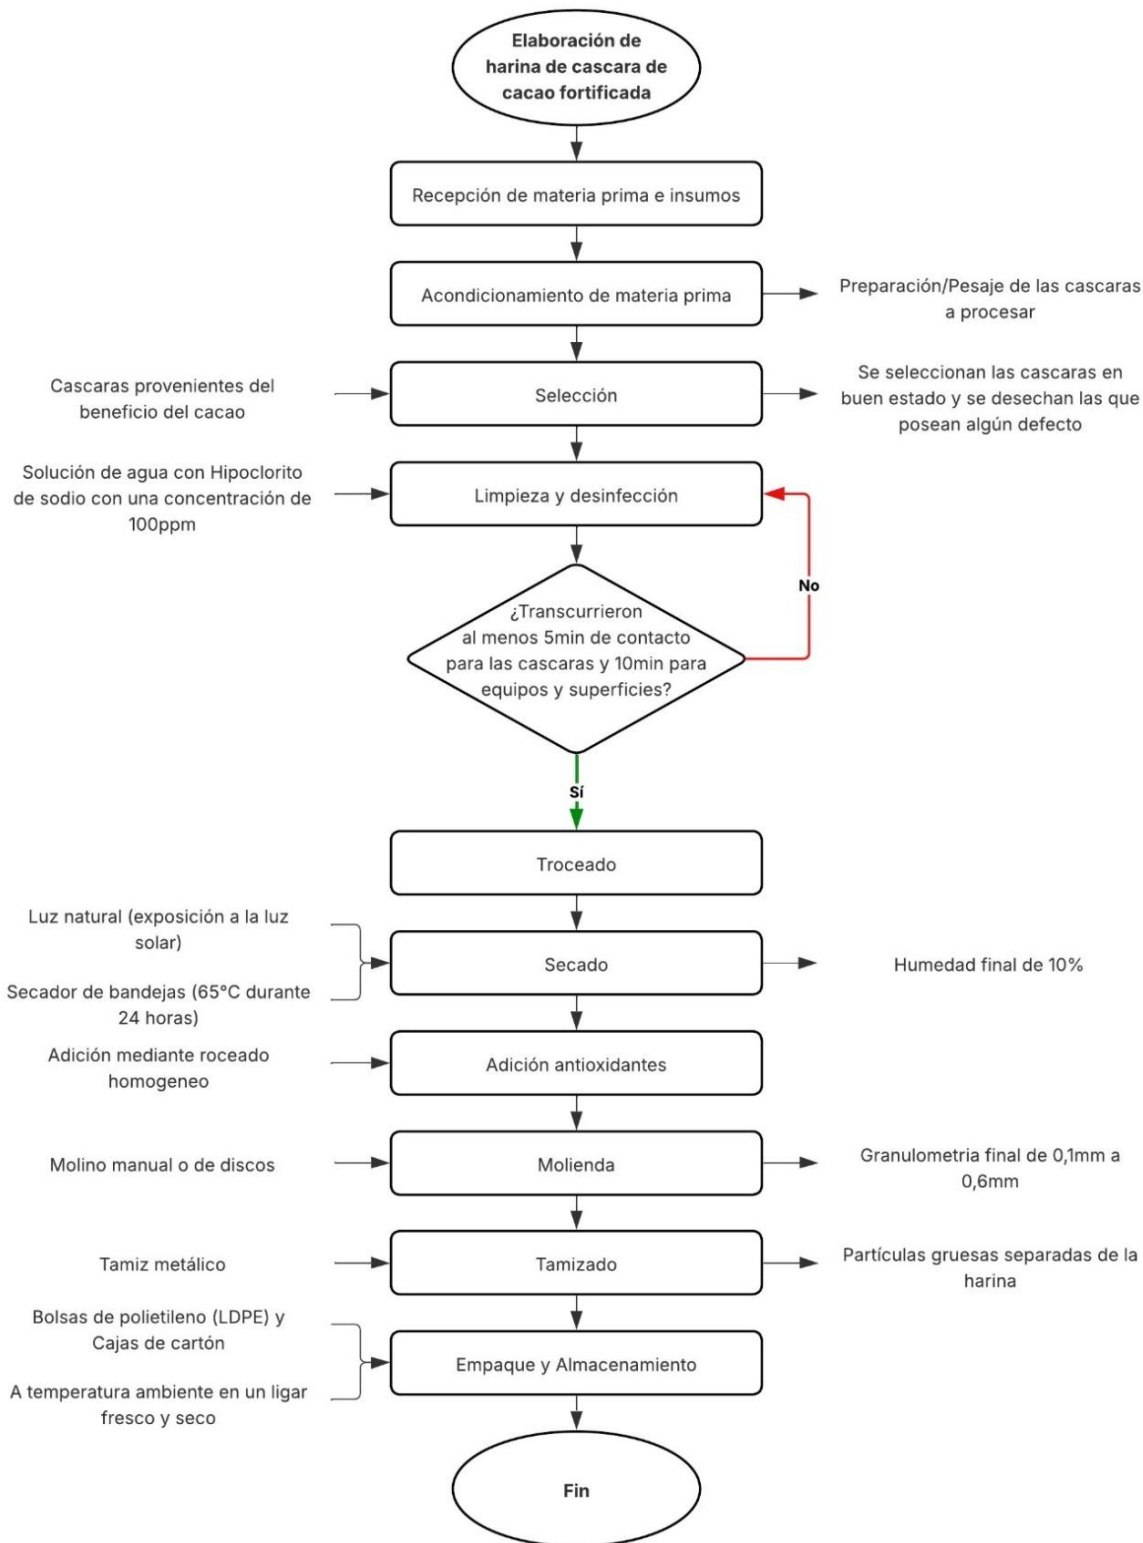 Elaboración de
harina de cascara de
cacao fortificada
Recepción de materia prima e insumos
Acondicionamiento de materia prima
Preparación/Pesaje de las cascaras
a procesar
Cascaras provenientes del
beneficio del cacao
Selección
Se seleccionan las cascaras en
buen estado y se desechan las que
posean algún defecto
Solución de agua con Hipoclorito
de sodio con una concentración de
100ppm
Limpieza y desinfección
¿Transcurrieron
al menos 5min de contacto
para las cascaras y 10min para
equipos y superficies?
No
Sí
Troceado
Luz natural (exposición a la luz
solar)
Secador de bandejas (65°C durante
24 horas)
Secado
Humedad final de 10%
Adición mediante roceado
homogeneo
Adición antioxidantes
Molino manual o de discos
Molienda
Granulometria final de 0,1mm a
0,6mm
Tamiz metálico
Tamizado
Partículas gruesas separadas de la
harina
Bolsas de polietileno (LDPE) y
Cajas de cartón
A temperatura ambiente en un ligar
fresco y seco
Empaque y Almacenamiento
Fin